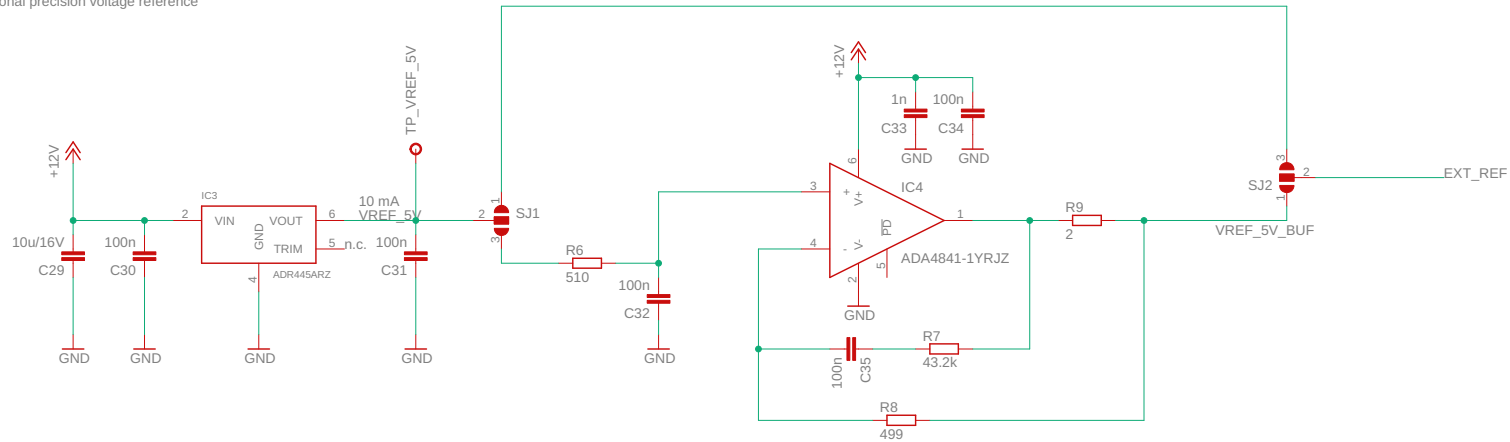 onal precision voltage reference
+12V
10u/16V
C29
GND
100n
C30
GND
IC3
2
VIN
VOUT
6
GND
TRIM
5
n.c.
4
ADR445ARZ
GND
TP_VREF_5V
10 mA
VREF_5V
100n
C31
GND
1
2
3
SJ1
R6
510
100n
C32
GND
+12V
1n
C33
GND
100n
C34
GND
6
3
+
V+
IC4
1
4
-
V-
PD
5
2
ADA4841-1YRJZ
GND
R9
2
VREF_5V_BUF
100n
C35
R7
43.2k
R8
499
3
2
1
SJ2
EXT_REF